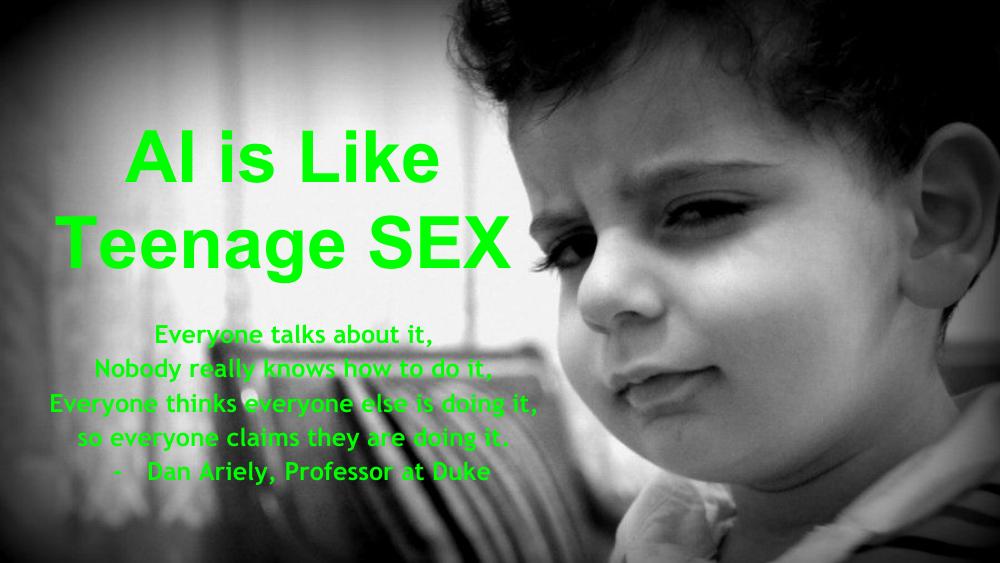 AI is Like
Teenage SEX
Everyone talks about it,
Nobody really knows how to do it,
Everyone thinks everyone else is doing it,
so everyone claims they are doing it.
- Dan Ariely, Professor at Duke